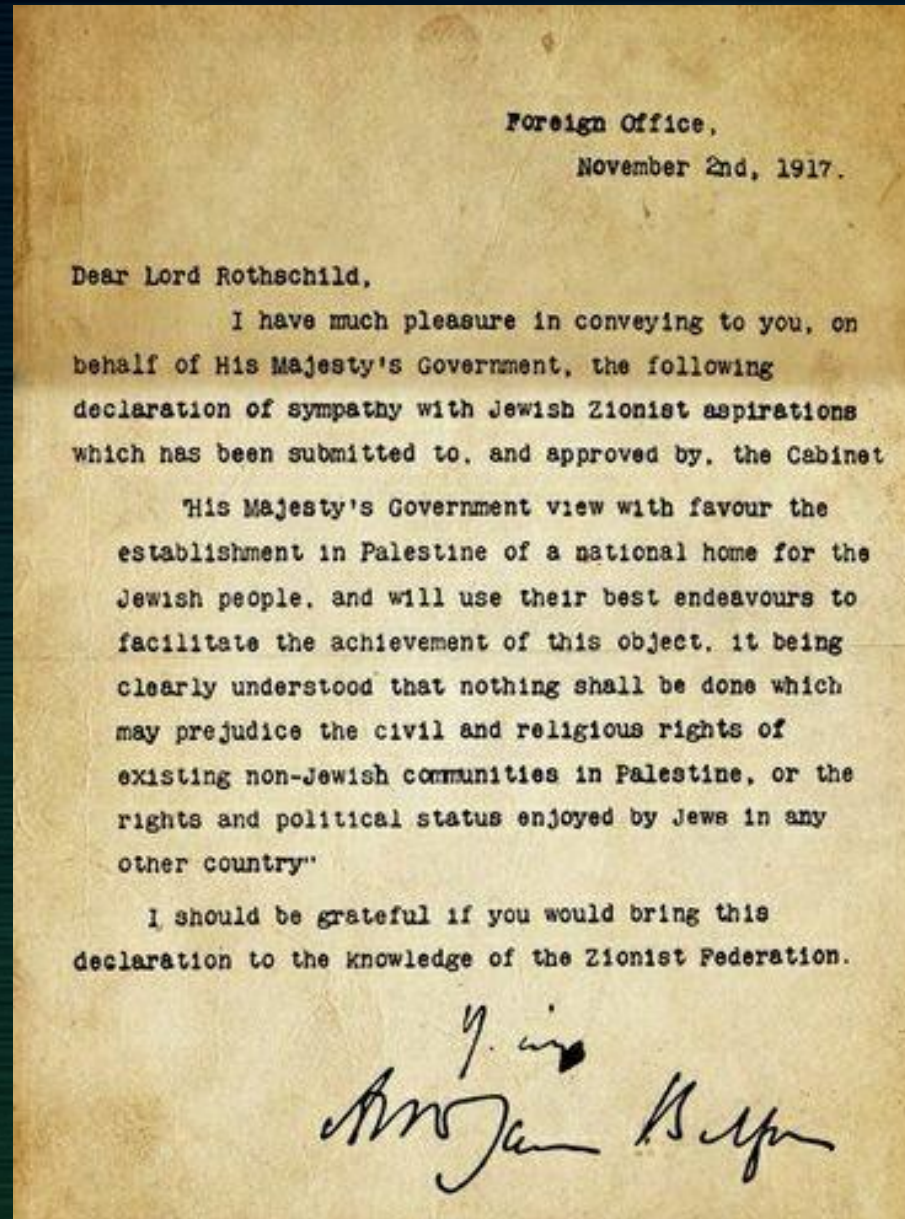 Foreign Office,
November 2nd, 1917.
Dear Lord Rothschild,
I have much pleasure in conveying to you, on
behalf of His Majesty's Government, the following
declaration of sympathy with Jewish Zionist aspirations
which has been submitted to, and approved by, the Cabinet
"His Majesty's Government view with favour the
establishment in Palestine of a national home for the
Jewish people, and will use their best endeavours to
facilitate the achievement of this object, it being
clearly understood that nothing shall be done which
may prejudice the civil and religious rights of
existing non-Jewish communities in Palestine, or the
rights and political status enjoyed by Jews in any
other country"
I should be grateful if you would bring this
declaration to the knowledge of the Zionist Federation.